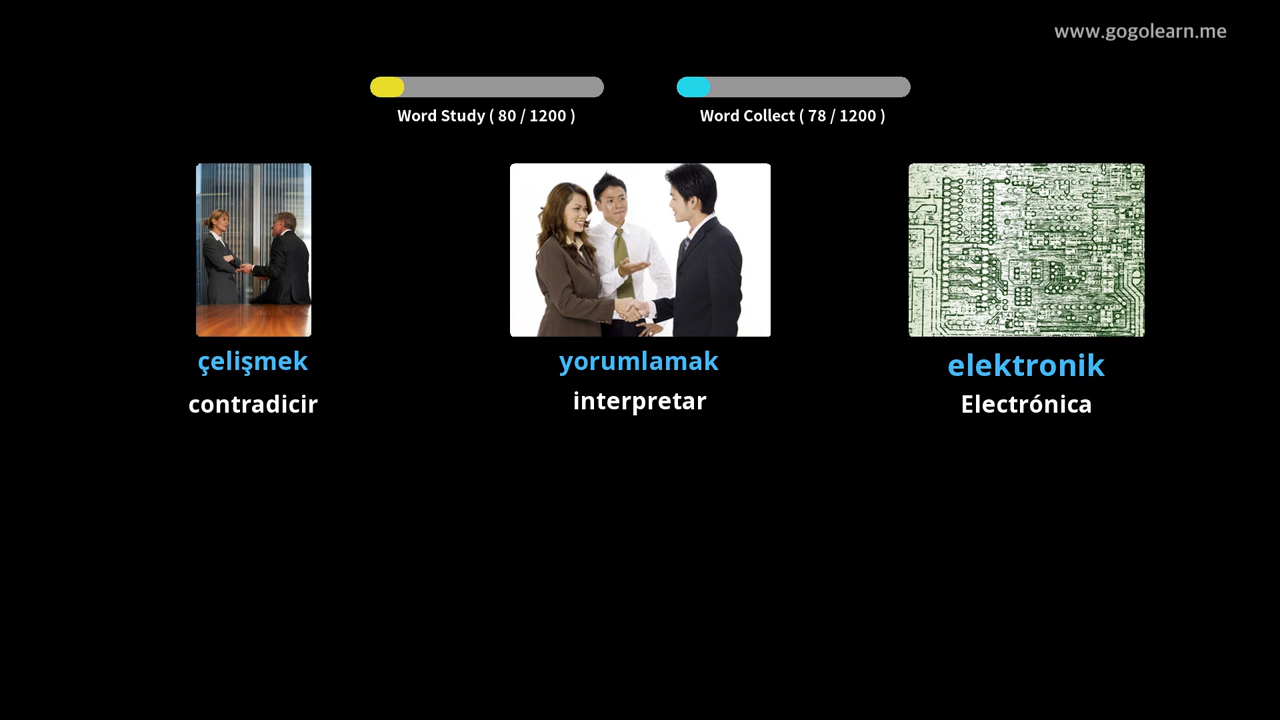 www.gogolearn.me
Word Study ( 80 / 1200 )
Word Collect ( 78 / 1200 )
çelişmek
contradicir
yorumlamak
interpretar
elektronik
Electrónica